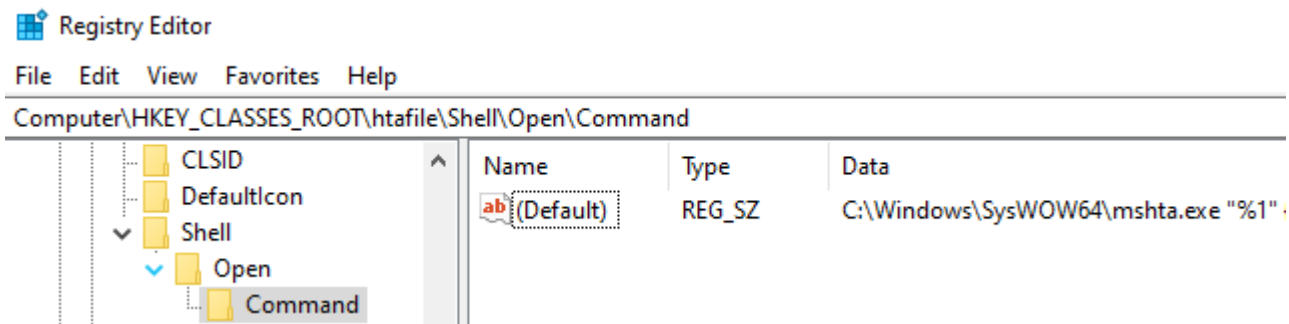 Registry Editor
File Edit View Favorites Help
Computer\HKEY_CLASSES_ROOT\htafile\Shell\Open\Command
CLSID
DefaultIcon
Shell
Open
Command
Name Type Data
ab (Default) REG_SZ C:\Windows\SysWOW64\mshta.exe "%1"